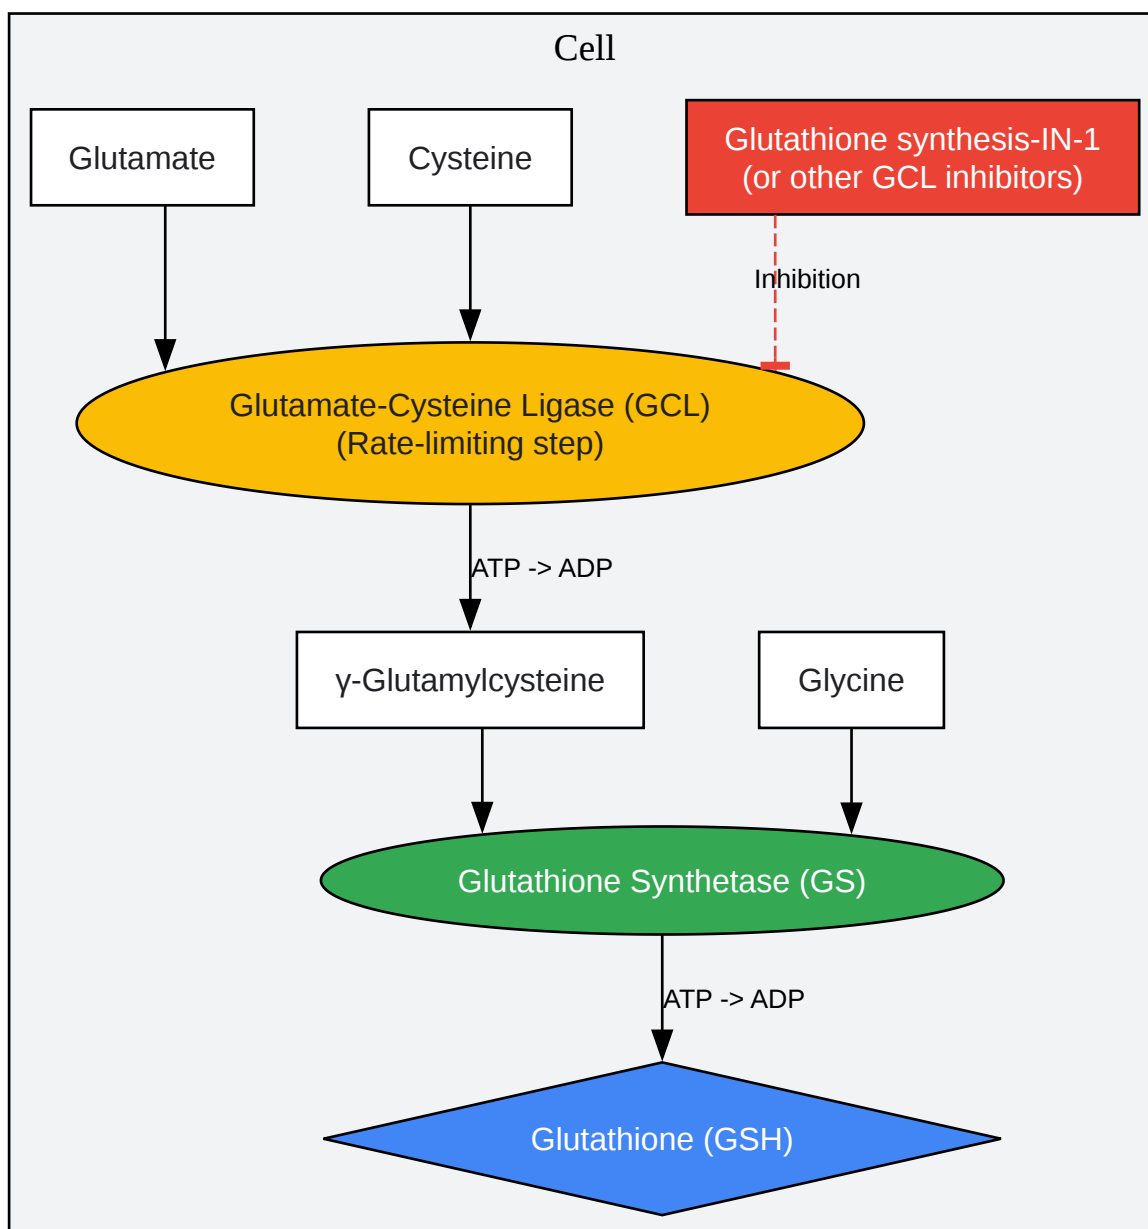 Cell
Glutamate
Cysteine
Glutathione synthesis-IN-1
(or other GCL inhibitors)
Inhibition
Glutamate-Cysteine Ligase (GCL)
(Rate-limiting step)
ATP -> ADP
γ-Glutamylcysteine
Glycine
Glutathione Synthetase (GS)
ATP -> ADP
Glutathione (GSH)